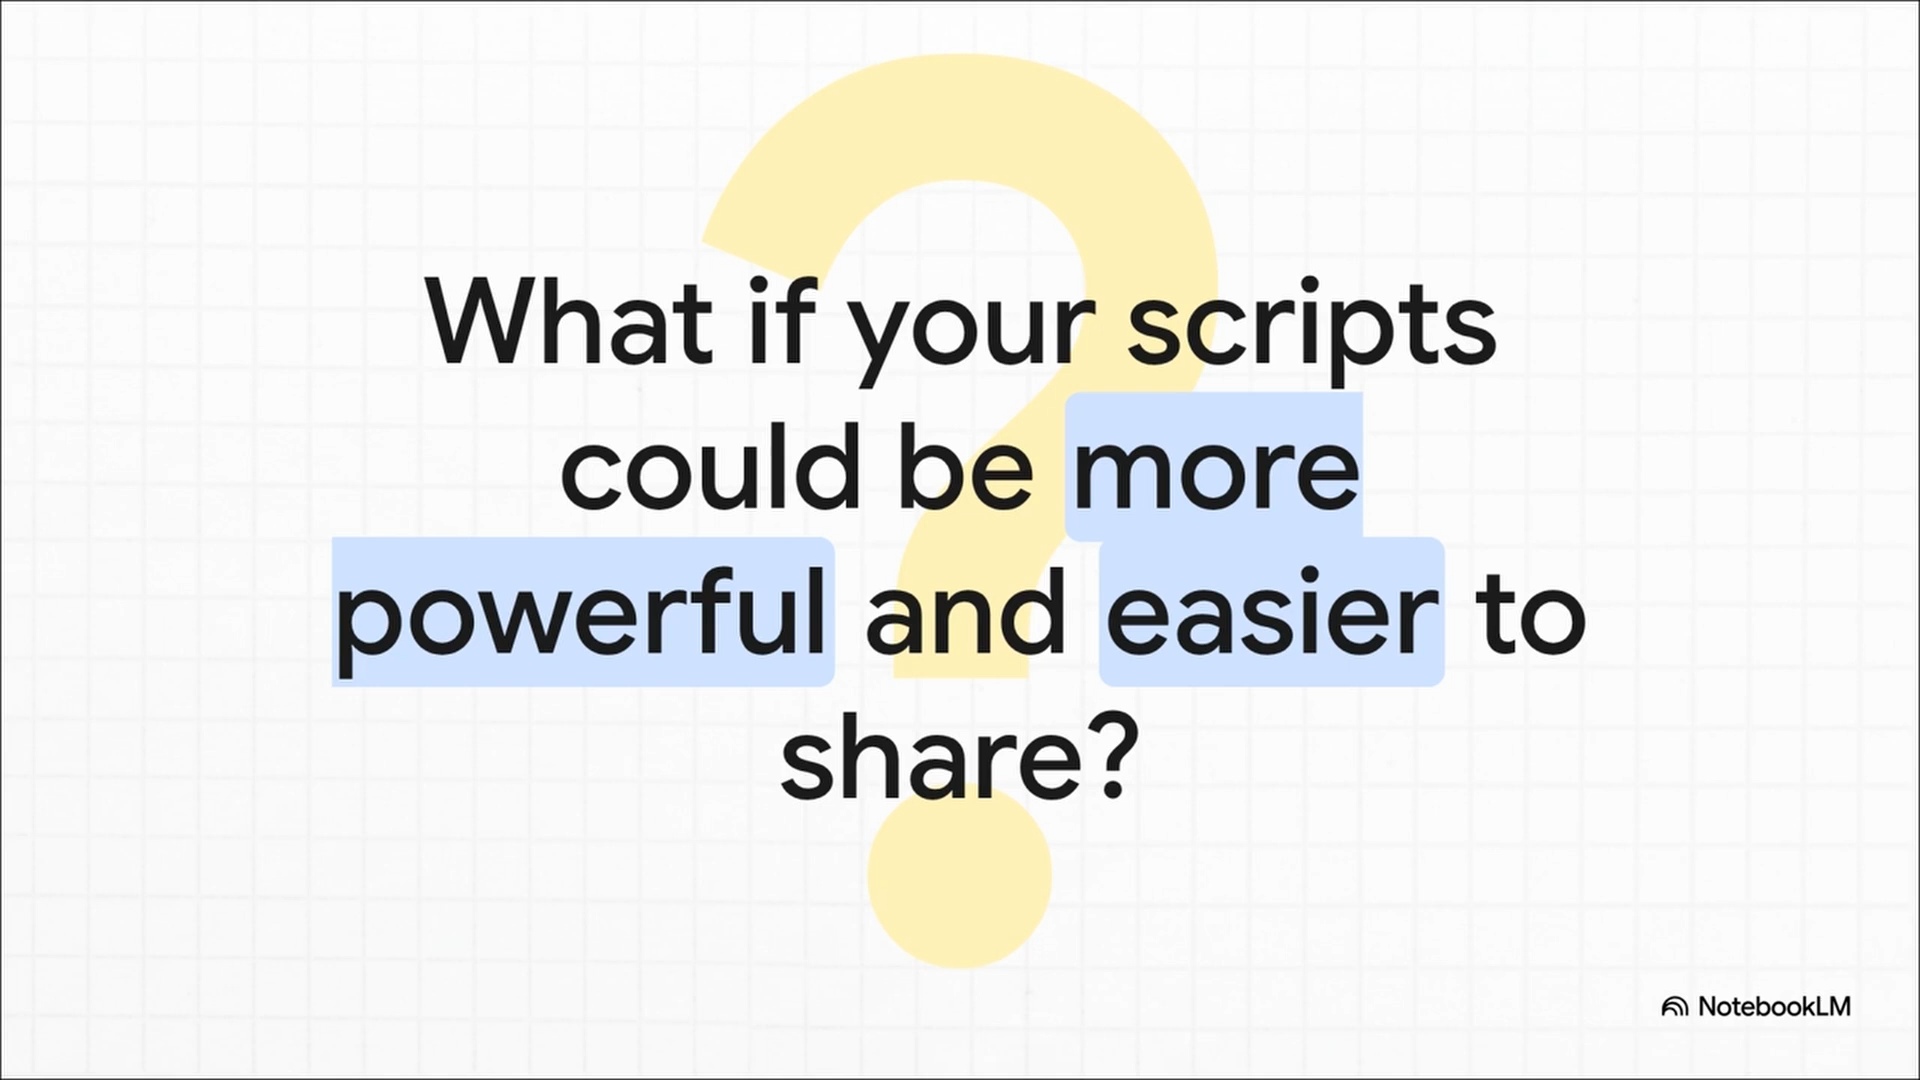 What if your scripts
could be more
powerful and easier to
share?
NotebookLM